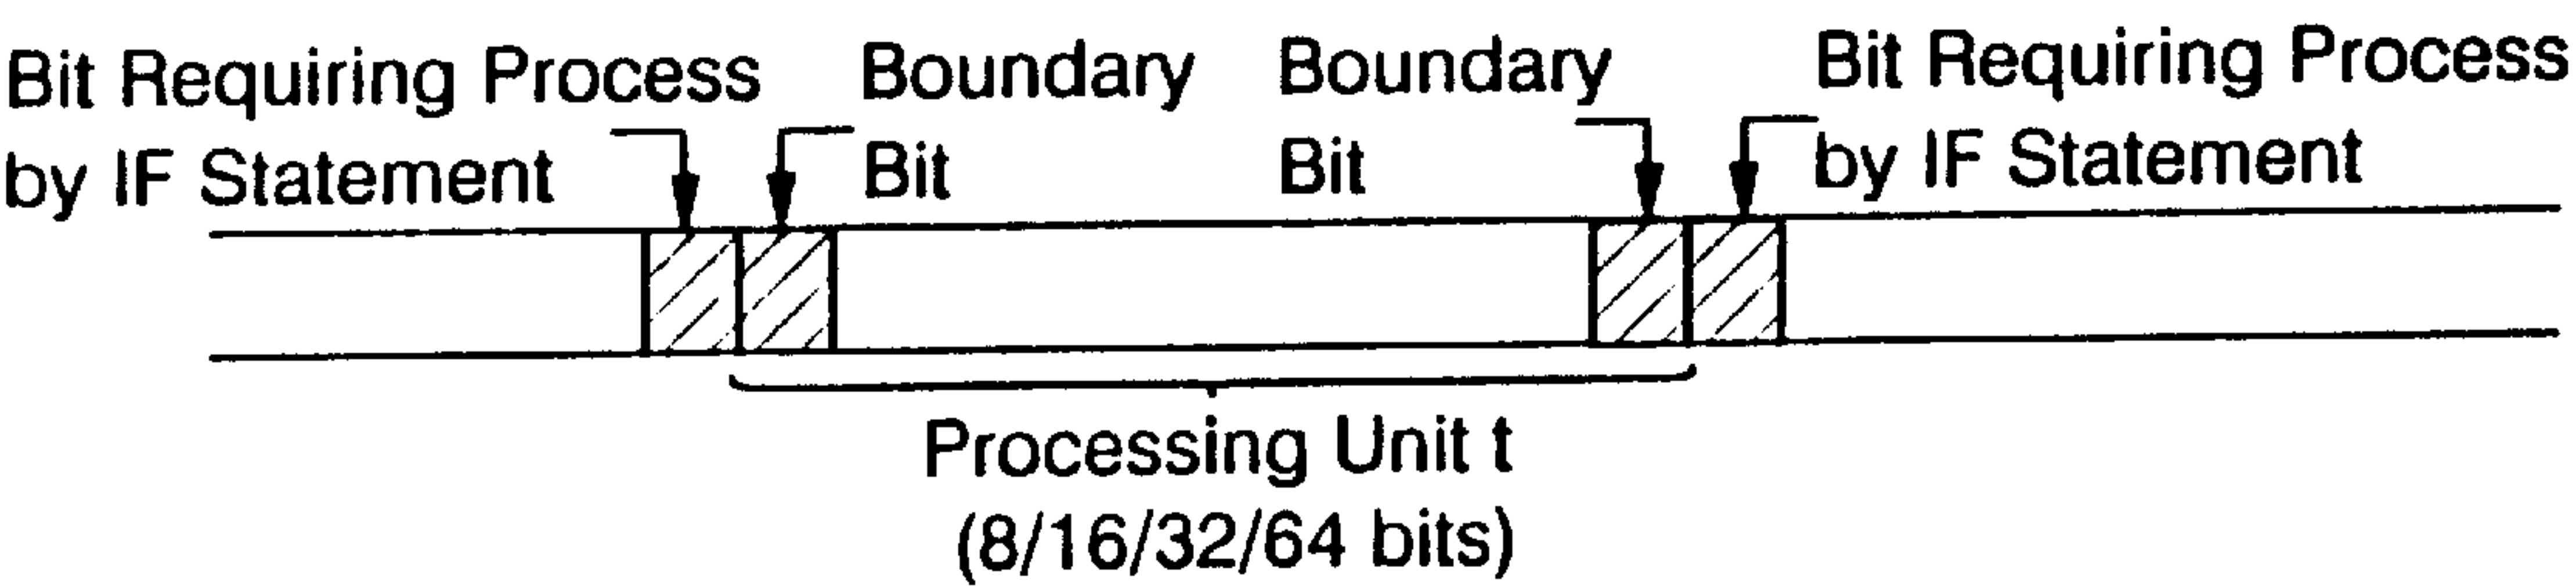 Bit Requiring Process
by IF Statement
Boundary
Bit
Boundary
Bit
Bit Requiring Process
by IF Statement
Processing Unit t
(8/16/32/64 bits)